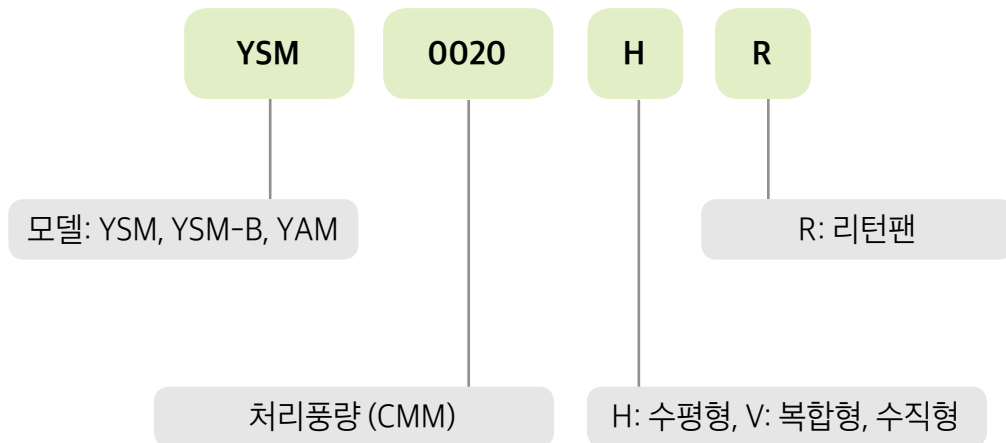 YSM 0020 H R
모델: YSM, YSM-B, YAM
R: 리턴팬
처리풍량 (CMM)
H: 수평형, V: 복합형, 수직형